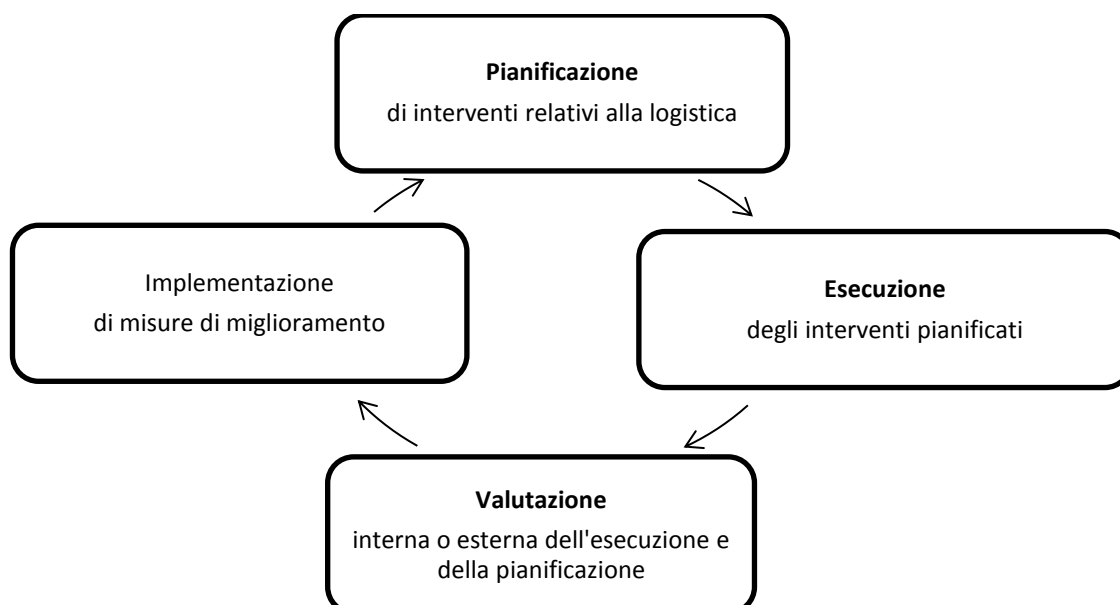 Pianificazione
di interventi relativi alla logistica
Implementazione
di misure di miglioramento
Esecuzione
degli interventi pianificati
Valutazione
interna o esterna dell'esecuzione e
della pianificazione